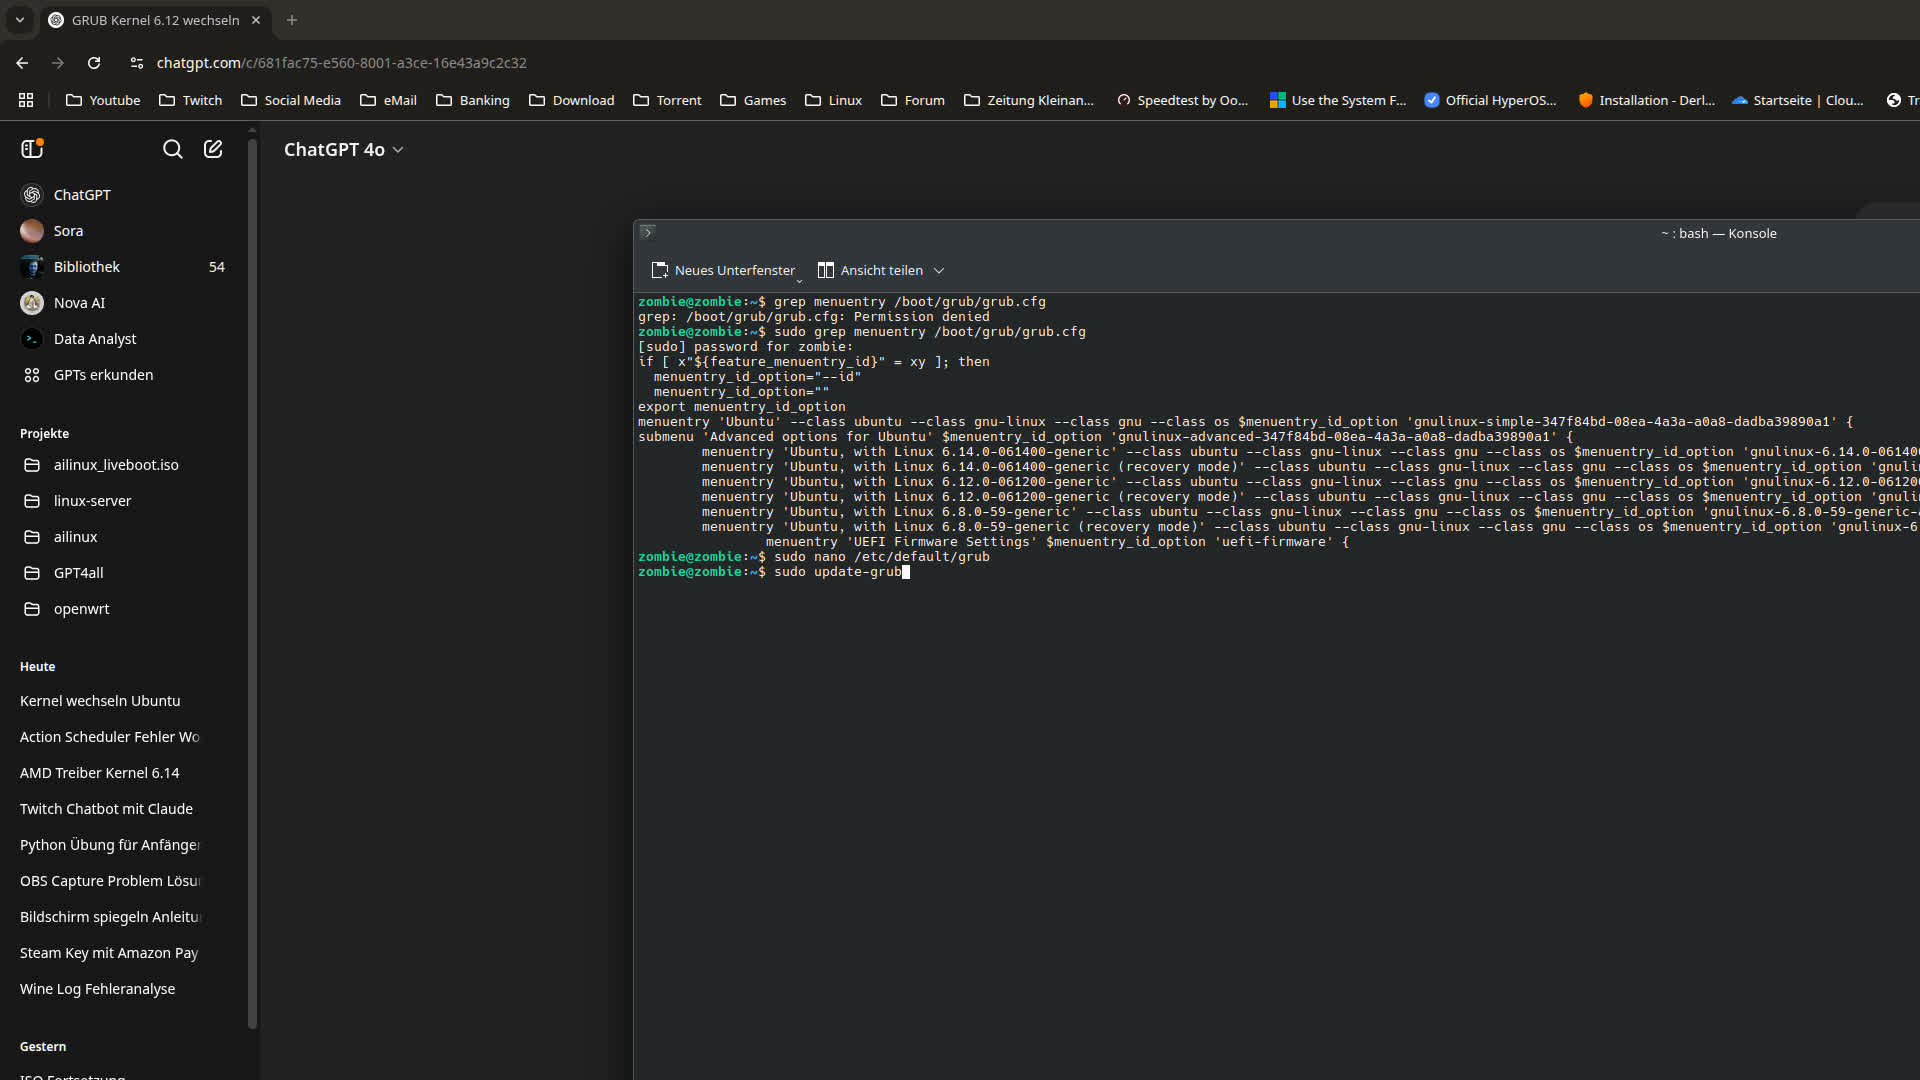 GRUB Kernel 6.12 wechseln
chatgpt.com/c/681fac75-e560-8001-a3ce-16e43a9c2c32
Youtube Twitch Social Media eMail Banking Download Torrent Games Linux Forum Zeitung Kleinan... Speedtest by Oo... Use the System F... Official HyperOS... Installation - Derl... Startseite | Clou... Tr
ChatGPT 4o
ChatGPT
Sora
Bibliothek 54
Nova AI
Data Analyst
GPTs erkunden
Projekte
ailinux_liveboot.iso
linux-server
ailinux
GPT4all
openwrt
Heute
Kernel wechseln Ubuntu
Action Scheduler Fehler Wo
AMD Treiber Kernel 6.14
Twitch Chatbot mit Claude
Python Übung für Anfänger
OBS Capture Problem Lösu
Bildschirm spiegeln Anleitu
Steam Key mit Amazon Pay
Wine Log Fehleranalyse
Gestern
ISO Fortsetzung
~ : bash — Konsole
Neues Unterfenster Ansicht teilen
zombie@zombie:~$ grep menuentry /boot/grub/grub.cfg
grep: /boot/grub/grub.cfg: Permission denied
zombie@zombie:~$ sudo grep menuentry /boot/grub/grub.cfg
[sudo] password for zombie:
if [ x"${feature_menuentry_id}" = xy ]; then
  menuentry_id_option="--id"
  menuentry_id_option=""
export menuentry_id_option
menuentry 'Ubuntu' --class ubuntu --class gnu-linux --class gnu --class os $menuentry_id_option 'gnulinux-simple-347f84bd-08ea-4a3a-a0a8-dadba39890a1' {
submenu 'Advanced options for Ubuntu' $menuentry_id_option 'gnulinux-advanced-347f84bd-08ea-4a3a-a0a8-dadba39890a1' {
        menuentry 'Ubuntu, with Linux 6.14.0-061400-generic' --class ubuntu --class gnu-linux --class gnu --class os $menuentry_id_option 'gnulinux-6.14.0-061400
        menuentry 'Ubuntu, with Linux 6.14.0-061400-generic (recovery mode)' --class ubuntu --class gnu-linux --class gnu --class os $menuentry_id_option 'gnuli
        menuentry 'Ubuntu, with Linux 6.12.0-061200-generic' --class ubuntu --class gnu-linux --class gnu --class os $menuentry_id_option 'gnulinux-6.12.0-061200
        menuentry 'Ubuntu, with Linux 6.12.0-061200-generic (recovery mode)' --class ubuntu --class gnu-linux --class gnu --class os $menuentry_id_option 'gnuli
        menuentry 'Ubuntu, with Linux 6.8.0-59-generic' --class ubuntu --class gnu-linux --class gnu --class os $menuentry_id_option 'gnulinux-6.8.0-59-generic-a
        menuentry 'Ubuntu, with Linux 6.8.0-59-generic (recovery mode)' --class ubuntu --class gnu-linux --class gnu --class os $menuentry_id_option 'gnulinux-6.
                menuentry 'UEFI Firmware Settings' $menuentry_id_option 'uefi-firmware' {
zombie@zombie:~$ sudo nano /etc/default/grub
zombie@zombie:~$ sudo update-grub